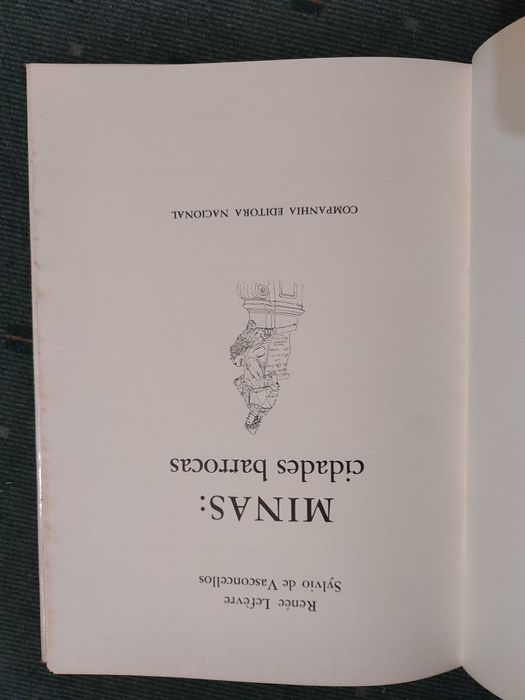 Renée Lefèvre
Sylvio de Vasconcellos
MINAS:
cidades barrocas
COMPANHIA EDITORA NACIONAL